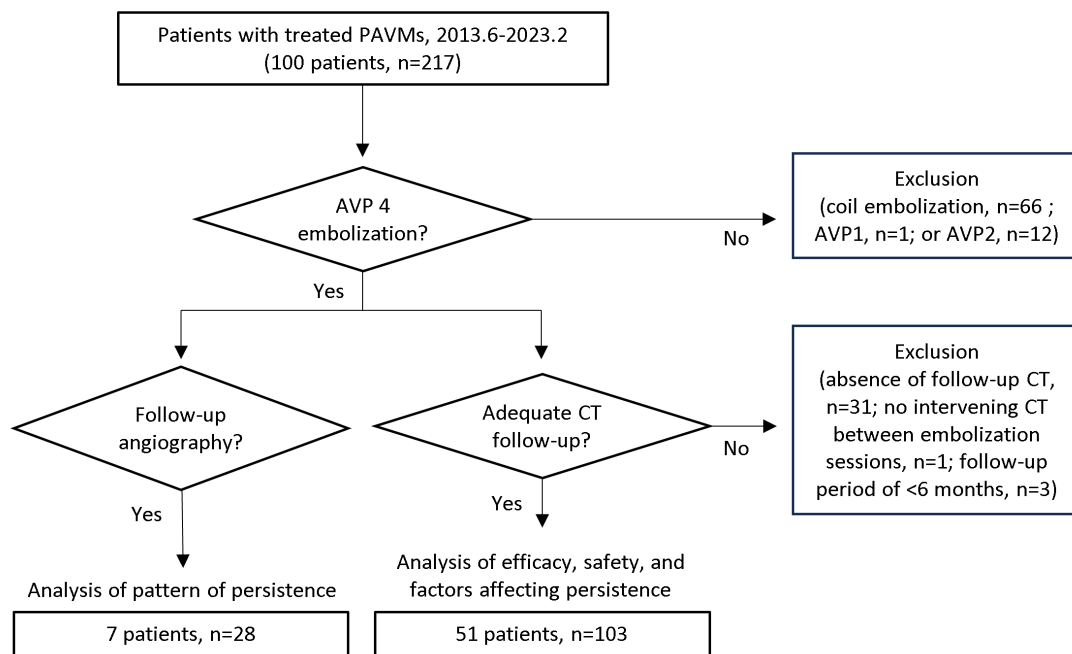 Patients with treated PAVMs, 2013.6-2023.2
(100 patients, n=217)
AVP 4
embolization?
No
Exclusion
(coil embolization, n=66 ;
AVP1, n=1; or AVP2, n=12)
Yes
Follow-up
angiography?
Adequate CT
follow-up?
No
Exclusion
(absence of follow-up CT,
n=31; no intervening CT
between embolization
sessions, n=1; follow-up
period of <6 months, n=3)
Yes
Yes
Analysis of pattern of persistence
7 patients, n=28
Analysis of efficacy, safety, and
factors affecting persistence
51 patients, n=103